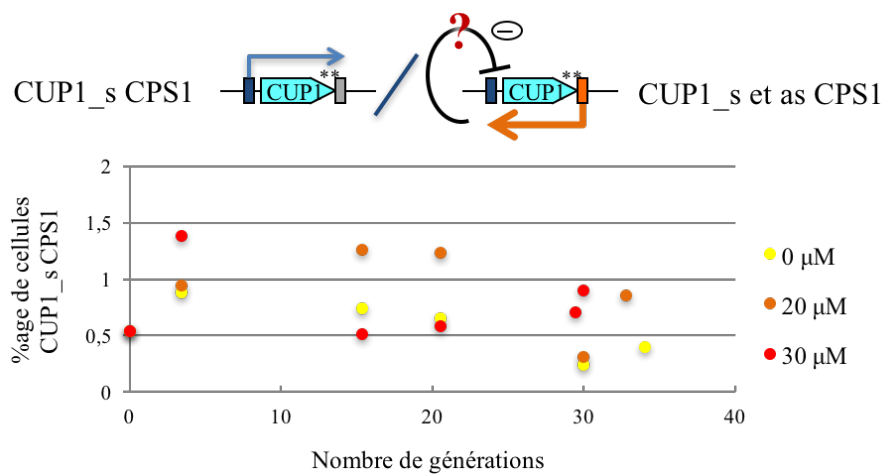 ?
−
**
**
CUP1_s CPS1
CUP1
CUP1
CUP1_s et as CPS1
2
1,5
1
0,5
0
%age de cellules
CUP1_s CPS1
0 μM
20 μM
30 μM
0
10
20
30
40
Nombre de générations